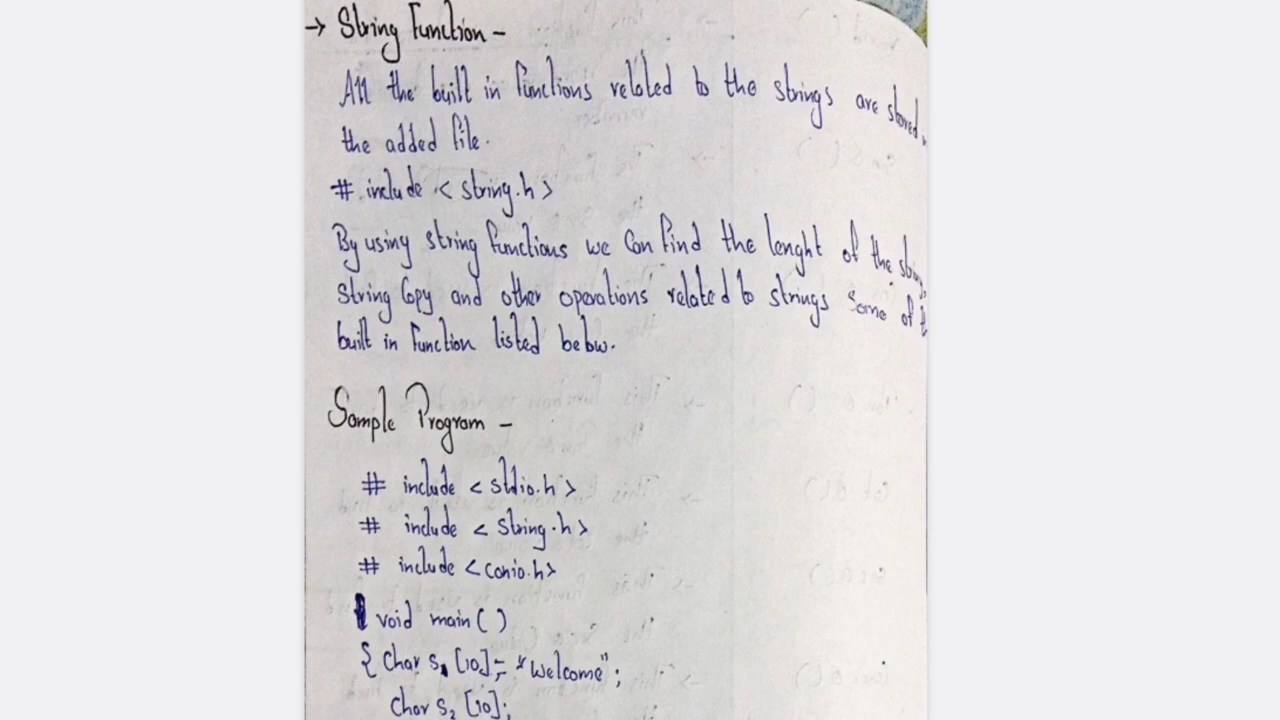 → String Function -
All the built in functions related to the strings are stored
the added file.
# include < string.h >
By using string functions we Can find the lenght of the
String Copy and other operations related to strings Some of
built in function listed below.
Sample Program -
# include < stdio.h >
# include < string.h >
# include < conio.h >
void main ( )
{ Char s1 [10] = "Welcome" ;
Char s2 [10];